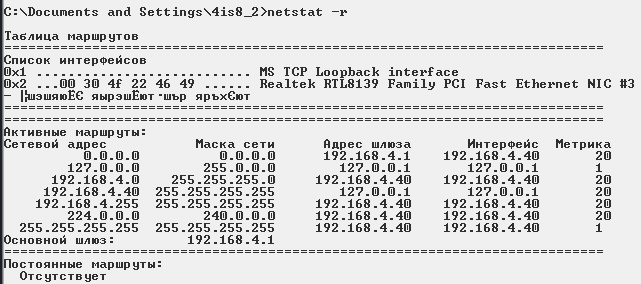 C:\Documents and Settings\4is8_2>netstat -r
Таблица маршрутов
===========================================================================
Список интерфейсов
0x1 ........................... MS TCP Loopback interface
0x2 ...00 30 4f 22 46 49 ...... Realtek RTL8139 Family PCI Fast Ethernet NIC #3
===========================================================================
===========================================================================
Активные маршруты:
Сетевой адрес Маска сети Адрес шлюза Интерфейс Метрика
0.0.0.0 0.0.0.0 192.168.4.1 192.168.4.40 20
127.0.0.0 255.0.0.0 127.0.0.1 127.0.0.1 1
192.168.4.0 255.255.255.0 192.168.4.40 192.168.4.40 20
192.168.4.40 255.255.255.255 127.0.0.1 127.0.0.1 20
192.168.4.255 255.255.255.255 192.168.4.40 192.168.4.40 20
224.0.0.0 240.0.0.0 192.168.4.40 192.168.4.40 20
255.255.255.255 255.255.255.255 192.168.4.40 192.168.4.40 1
Основной шлюз: 192.168.4.1
===========================================================================
Постоянные маршруты:
Отсутствует